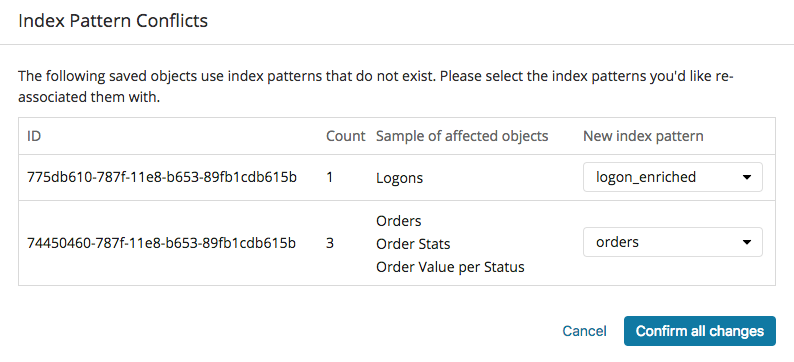 Index Pattern Conflicts
The following saved objects use index patterns that do not exist. Please select the index patterns you'd like re-
associated them with.
ID Count Sample of affected objects New index pattern
775db610-787f-11e8-b653-89fb1cdb615b 1 Logons logon_enriched
Orders
74450460-787f-11e8-b653-89fb1cdb615b 3 Order Stats orders
Order Value per Status
Cancel Confirm all changes